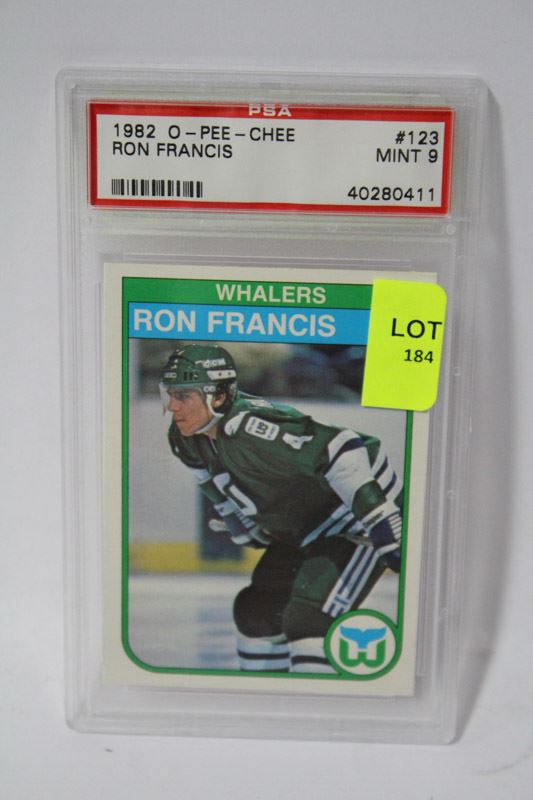 PSA
1982 O-PEE-CHEE #123
RON FRANCIS MINT 9
40280411
WHALERS
RON FRANCIS
LOT
184